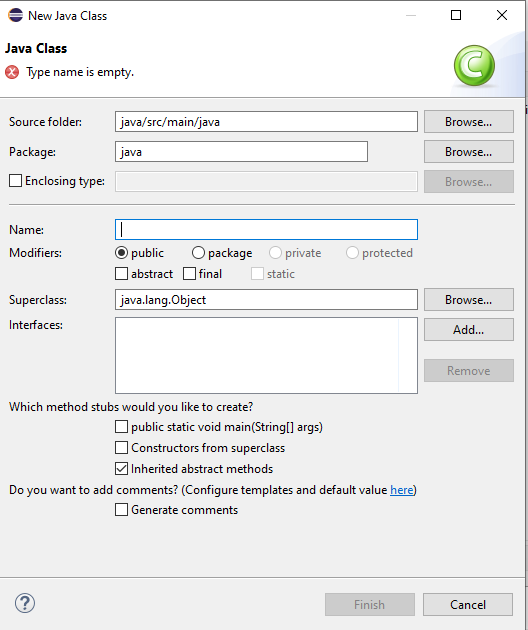 New Java Class
Java Class
Type name is empty.
Source folder: java/src/main/java Browse...
Package: java Browse...
Enclosing type: Browse...
Name:
Modifiers: public package private protected
abstract final static
Superclass: java.lang.Object Browse...
Interfaces: Add...
Remove
Which method stubs would you like to create?
public static void main(String[] args)
Constructors from superclass
Inherited abstract methods
Do you want to add comments? (Configure templates and default value here)
Generate comments
? Finish Cancel